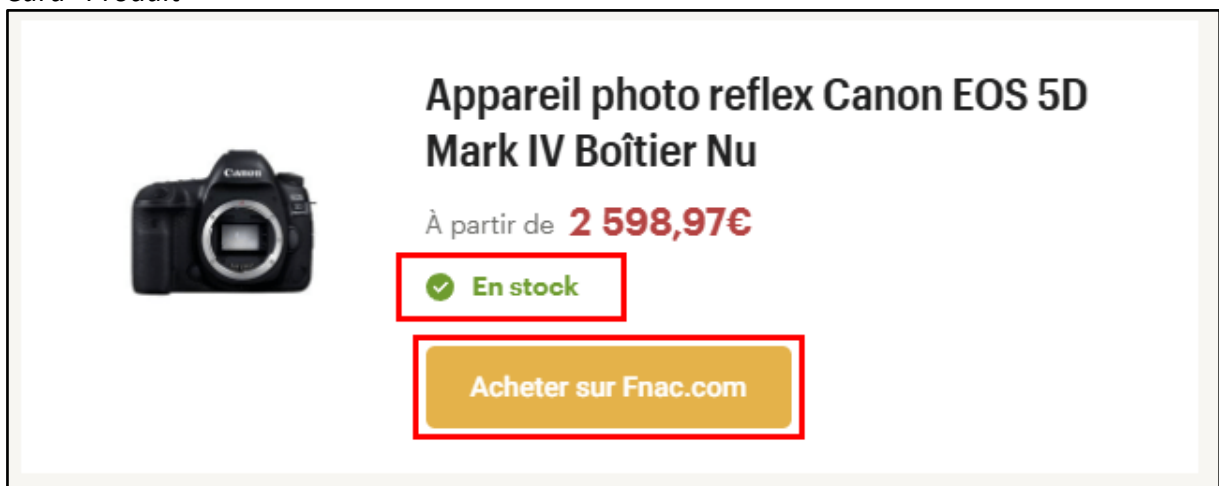 Appareil photo reflex Canon EOS 5D
Mark IV Boîtier Nu
Canon
À partir de 2 598,97€
En stock
Acheter sur Fnac.com